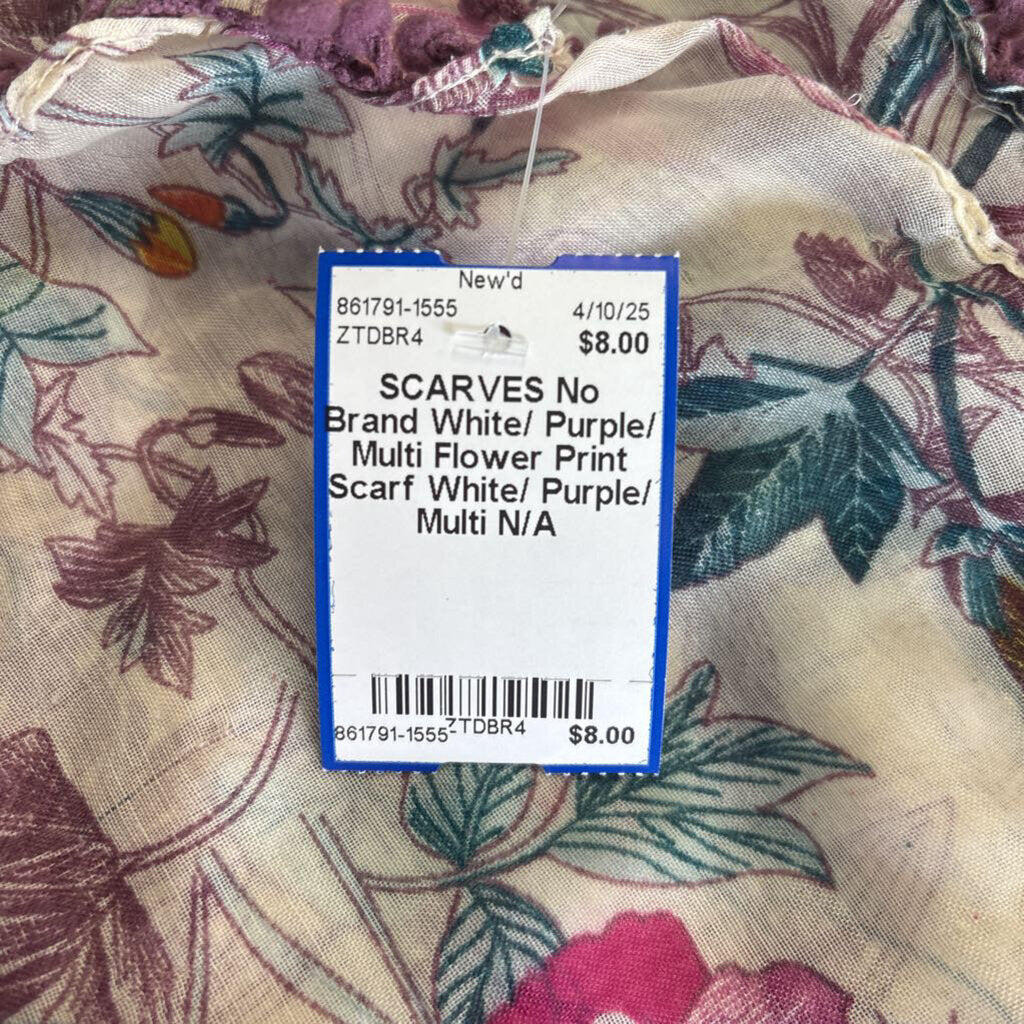 New'd
861791-1555 4/10/25
ZTDBR4 $8.00
SCARVES No
Brand White/ Purple/
Multi Flower Print
Scarf White/ Purple/
Multi N/A
861791-1555-ZTDBR4 $8.00